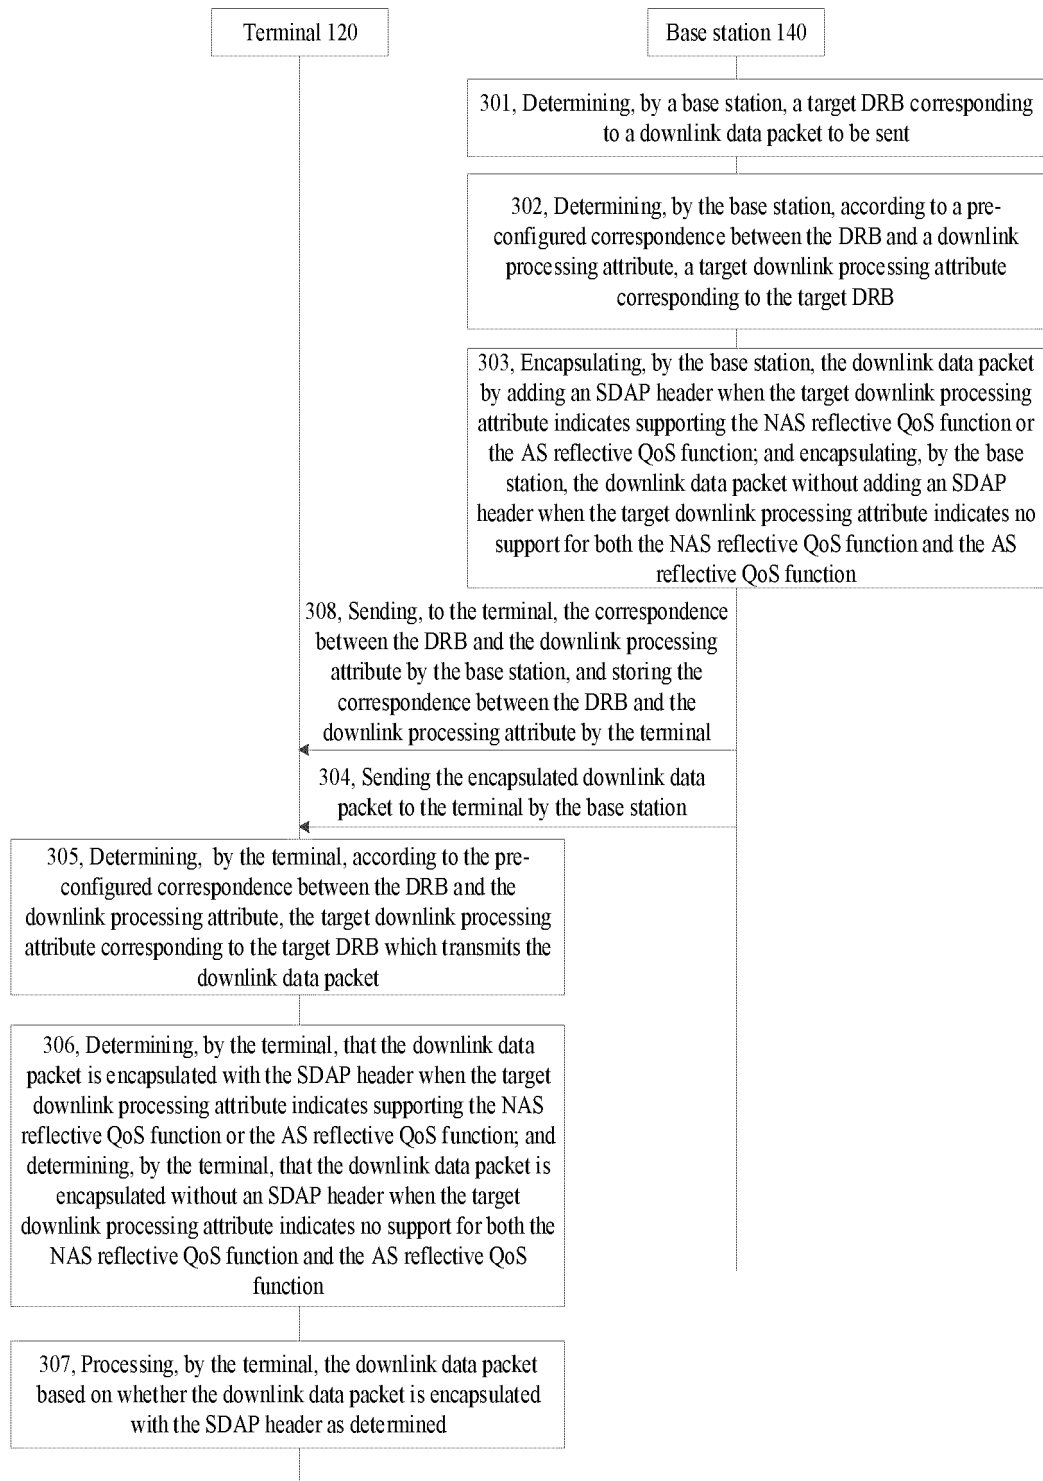 Terminal 120
Base station 140
301, Determining, by a base station, a target DRB corresponding
to a downlink data packet to be sent
302, Determining, by the base station, according to a pre-
configured correspondence between the DRB and a downlink
processing attribute, a target downlink processing attribute
corresponding to the target DRB
303, Encapsulating, by the base station, the downlink data packet
by adding an SDAP header when the target downlink processing
attribute indicates supporting the NAS reflective QoS function or
the AS reflective QoS function; and encapsulating, by the base
station, the downlink data packet without adding an SDAP
header when the target downlink processing attribute indicates no
support for both the NAS reflective QoS function and the AS
reflective QoS function
308, Sending, to the terminal, the correspondence
between the DRB and the downlink processing
attribute by the base station, and storing the
correspondence between the DRB and the
downlink processing attribute by the terminal
304, Sending the encapsulated downlink data
packet to the terminal by the base station
305, Determining, by the terminal, according to the pre-
configured correspondence between the DRB and the
downlink processing attribute, the target downlink processing
attribute corresponding to the target DRB which transmits the
downlink data packet
306, Determining, by the terminal, that the downlink data
packet is encapsulated with the SDAP header when the target
downlink processing attribute indicates supporting the NAS
reflective QoS function or the AS reflective QoS function; and
determining, by the terminal, that the downlink data packet is
encapsulated without an SDAP header when the target
downlink processing attribute indicates no support for both the
NAS reflective QoS function and the AS reflective QoS
function
307, Processing, by the terminal, the downlink data packet
based on whether the downlink data packet is encapsulated
with the SDAP header as determined